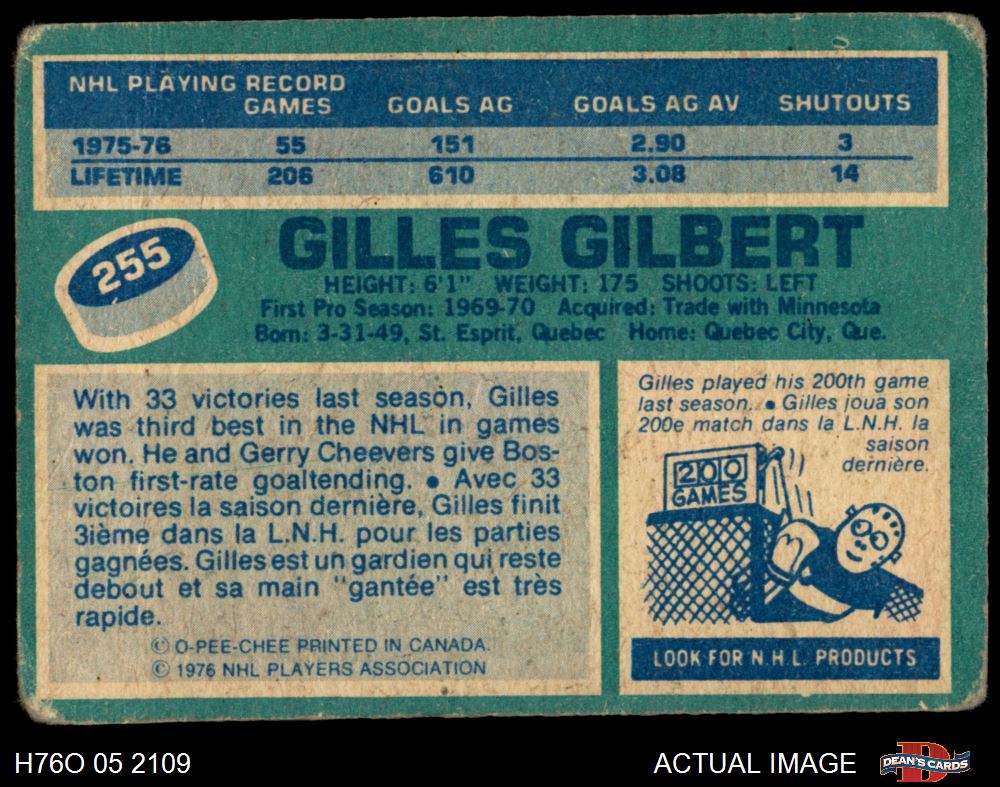 NHL PLAYING RECORD
GAMES GOALS AG GOALS AG AV SHUTOUTS
1975-76 55 151 2.90 3
LIFETIME 206 610 3.08 14
255
GILLES GILBERT
HEIGHT: 6'1" WEIGHT: 175 SHOOTS: LEFT
First Pro Season: 1969-70 Acquired: Trade with Minnesota
Born: 3-31-49, St. Esprit, Quebec Home: Quebec City, Que.
With 33 victories last season, Gilles
was third best in the NHL in games
won. He and Gerry Cheevers give Bos-
ton first-rate goaltending. ● Avec 33
victoires la saison dernière, Gilles finit
3ième dans la L.N.H. pour les parties
gagnées. Gilles est un gardien qui reste
debout et sa main "gantée" est très
rapide.
© O-PEE-CHEE PRINTED IN CANADA.
© 1976 NHL PLAYERS ASSOCIATION
Gilles played his 200th game
last season. ● Gilles joua son
200e match dans la L.N.H. la
saison
dernière.
200
GAMES
LOOK FOR N.H.L. PRODUCTS
H76O 05 2109
ACTUAL IMAGE
DEAN'S CARDS